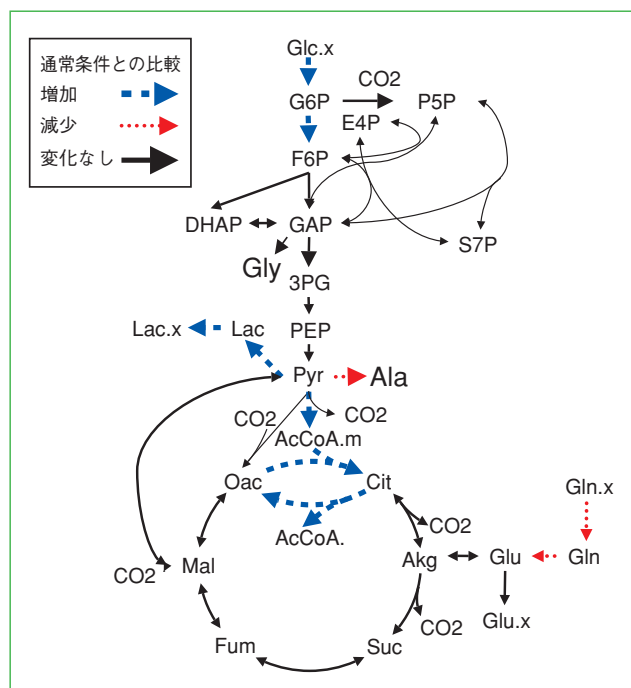 通常条件との比較
増加
減少
変化なし
Glc.x
CO2
G6P
P5P
E4P
F6P
DHAP
GAP
S7P
Gly
3PG
Lac.x
Lac
PEP
Pyr
Ala
CO2
CO2
AcCoA.m
Oac
Cit
Gln.x
AcCoA.
CO2
CO2
Mal
Akg
Glu
Gln
CO2
Glu.x
Fum
Suc